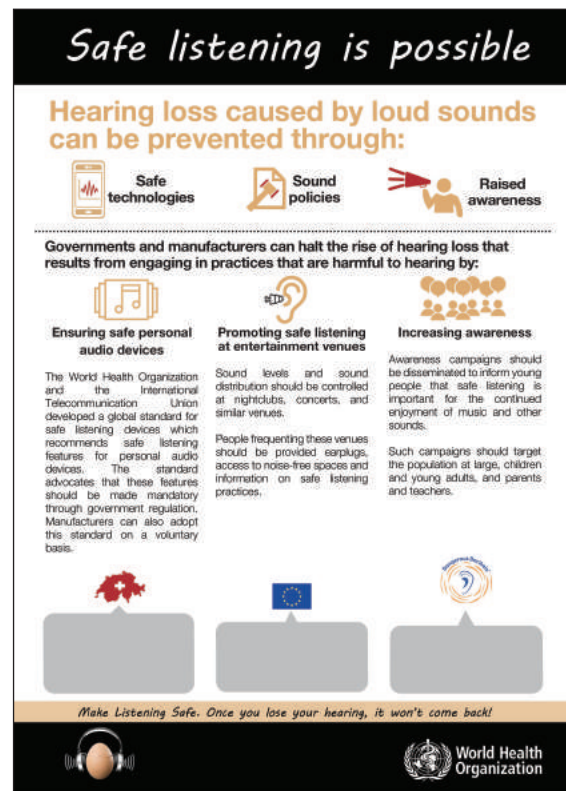 Safe listening is possible
Hearing loss caused by loud sounds
can be prevented through:
Safe
technologies
Sound
policies
Raised
awareness
Governments and manufacturers can halt the rise of hearing loss that
results from engaging in practices that are harmful to hearing by:
Ensuring safe personal
audio devices
The World Health Organization
and the International
Telecommunication Union
developed a global standard for
safe listening devices which
recommends safe listening
features for personal audio
devices. The standard
advocates that these features
should be made mandatory
through government regulation.
Manufacturers can also adopt
this standard on a voluntary
basis.
Promoting safe listening
at entertainment venues
Sound levels and sound
distribution should be controlled
at nightclubs, concerts, and
similar venues.
People frequenting these venues
should be provided earplugs,
access to noise-free spaces and
information on safe listening
practices.
Increasing awareness
Awareness campaigns should
be disseminated to inform young
people that safe listening is
important for the continued
enjoyment of music and other
sounds.
Such campaigns should target
the population at large, children
and young adults, and parents
and teachers.
Dangerous Decibels
Make Listening Safe. Once you lose your hearing, it won't come back!
World Health
Organization